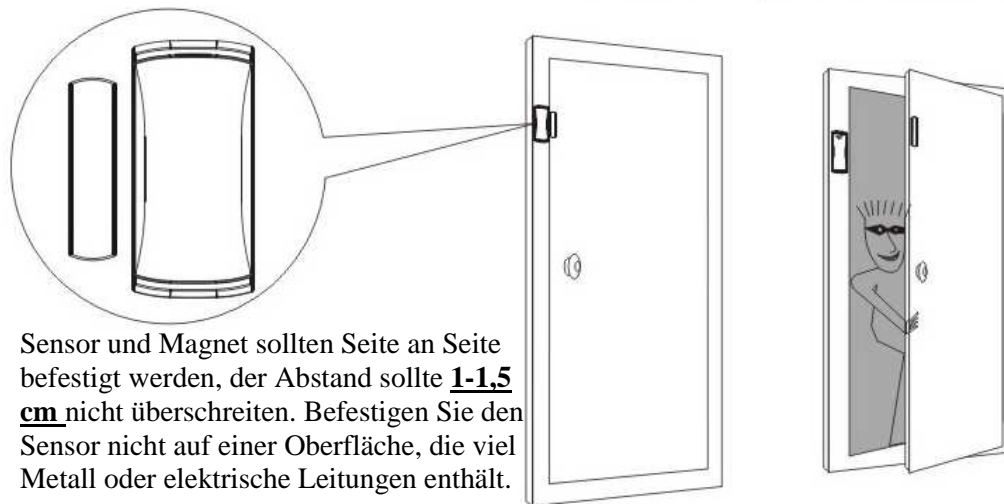 Sensor und Magnet sollten Seite an Seite
befestigt werden, der Abstand sollte 1-1,5
cm nicht überschreiten. Befestigen Sie den
Sensor nicht auf einer Oberfläche, die viel
Metall oder elektrische Leitungen enthält.